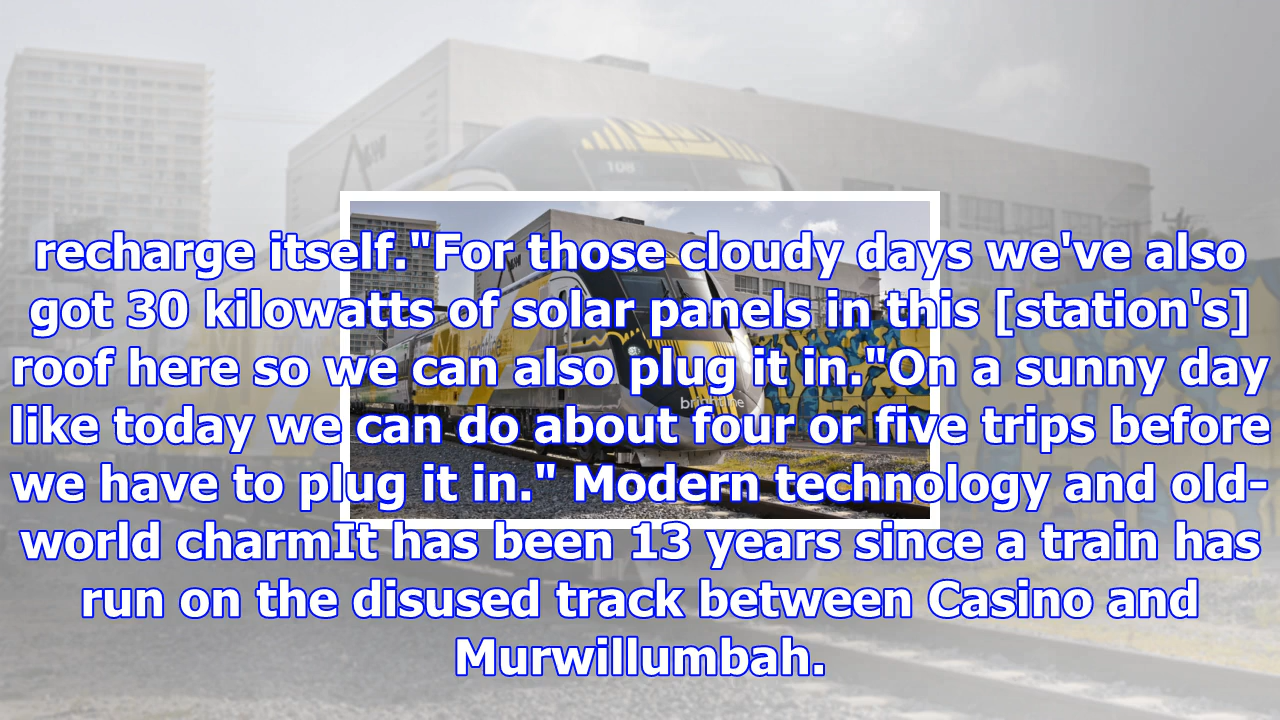 108
recharge itself. "For those cloudy days we've also
got 30 kilowatts of solar panels in this [station's]
roof here so we can also plug it in."On a sunny day
like today we can do about four or five trips before
we have to plug it in." Modern technology and old-
world charmIt has been 13 years since a train has
run on the disused track between Casino and
Murwillumbah.
brightline